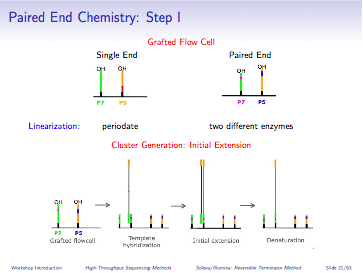 Paired End Chemistry: Step I
Grafted Flow Cell
Single End Paired End
OH OH OH OH
P7 P5 P7 P5
Linearization: periodate two different enzymes
Cluster Generation: Initial Extension
OH OH
P7 P5
Grafted flowcell Template hybridization Initial extension Denaturation
Workshop Introduction High-Throughput Sequencing Methods Solexa/Illumina: Reversible Terminator Method Slide 21/63